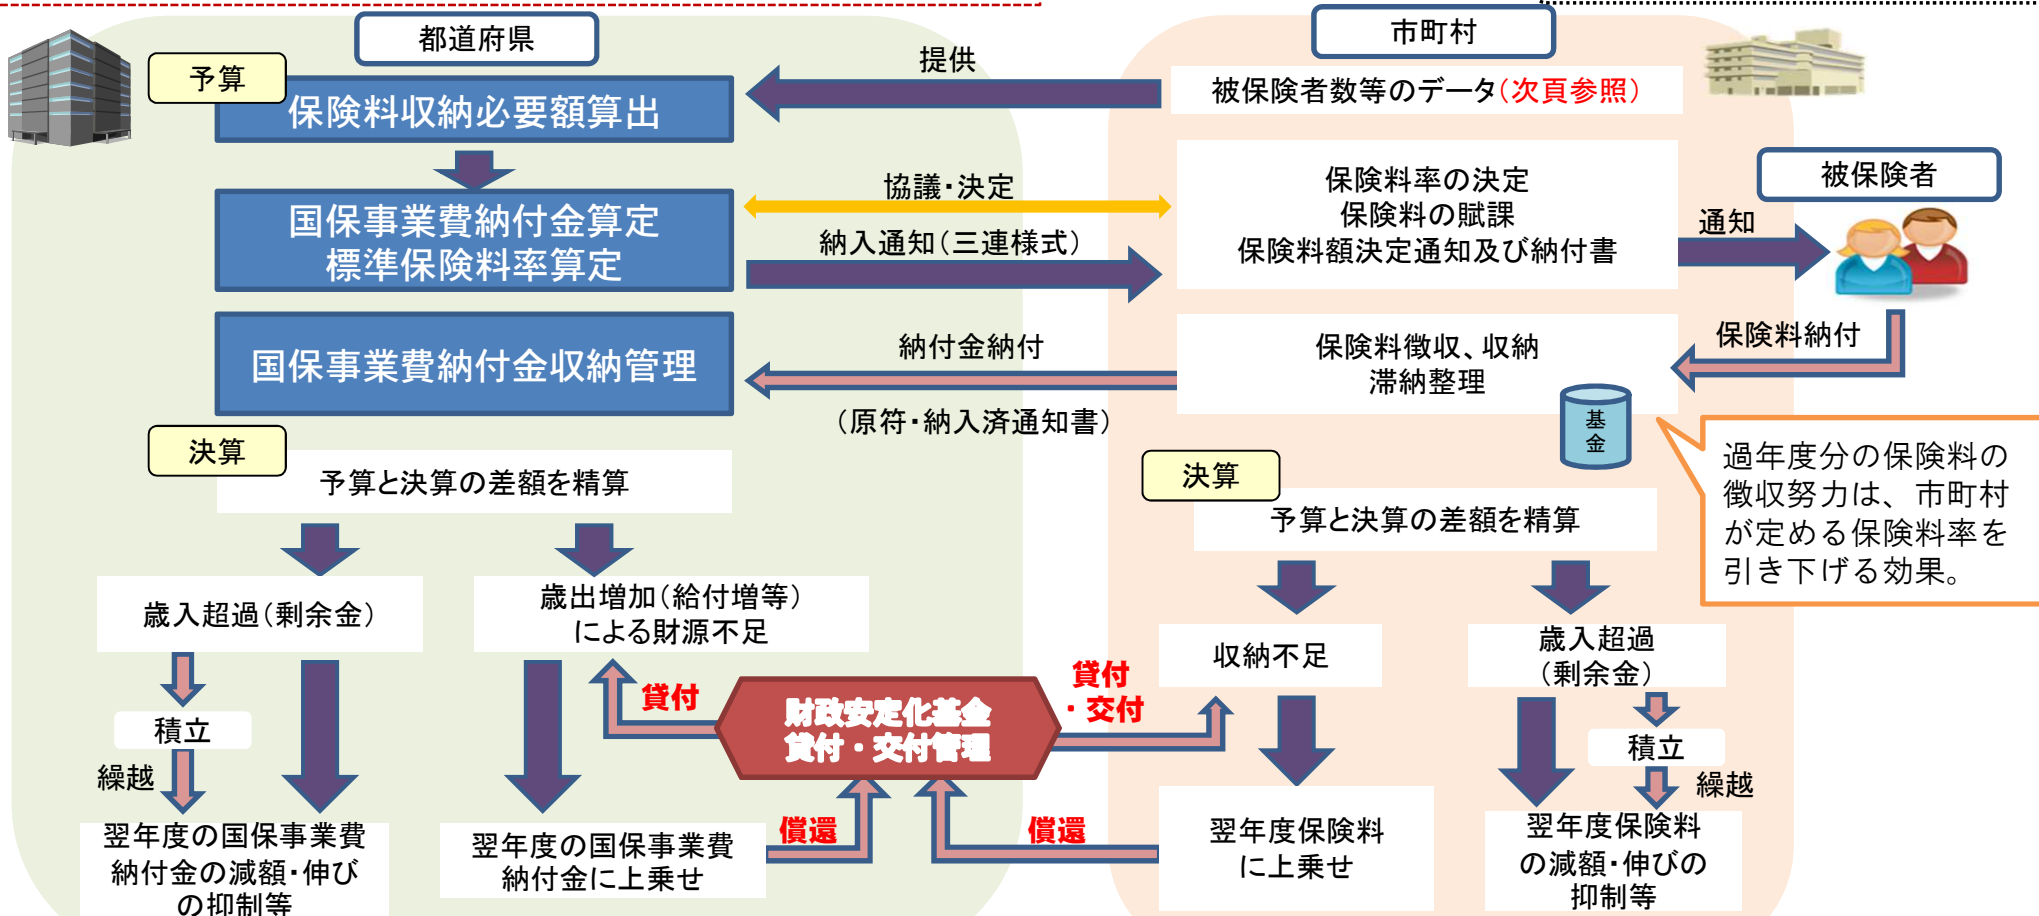 都道府県
市町村
予算
保険料収納必要額算出
提供
被保険者数等のデータ(次頁参照)
国保事業費納付金算定
標準保険料率算定
協議・決定
納入通知(三連様式)
保険料率の決定
保険料の賦課
保険料額決定通知及び納付書
通知
被保険者
国保事業費納付金収納管理
納付金納付
(原符・納入済通知書)
保険料徴収、収納
滞納整理
保険料納付
基
金
過年度分の保険料の
徴収努力は、市町村
が定める保険料率を
引き下げる効果。
決算
予算と決算の差額を精算
歳入超過(剰余金)
歳出増加(給付増等)
による財源不足
積立
繰越
翌年度の国保事業費
納付金の減額・伸び
の抑制等
翌年度の国保事業費
納付金に上乗せ
貸付
財政安定化基金
貸付・交付管理
貸付
・交付
償還
償還
決算
予算と決算の差額を精算
収納不足
歳入超過
(剰余金)
積立
繰越
翌年度保険料
に上乗せ
翌年度保険料
の減額・伸びの
抑制等